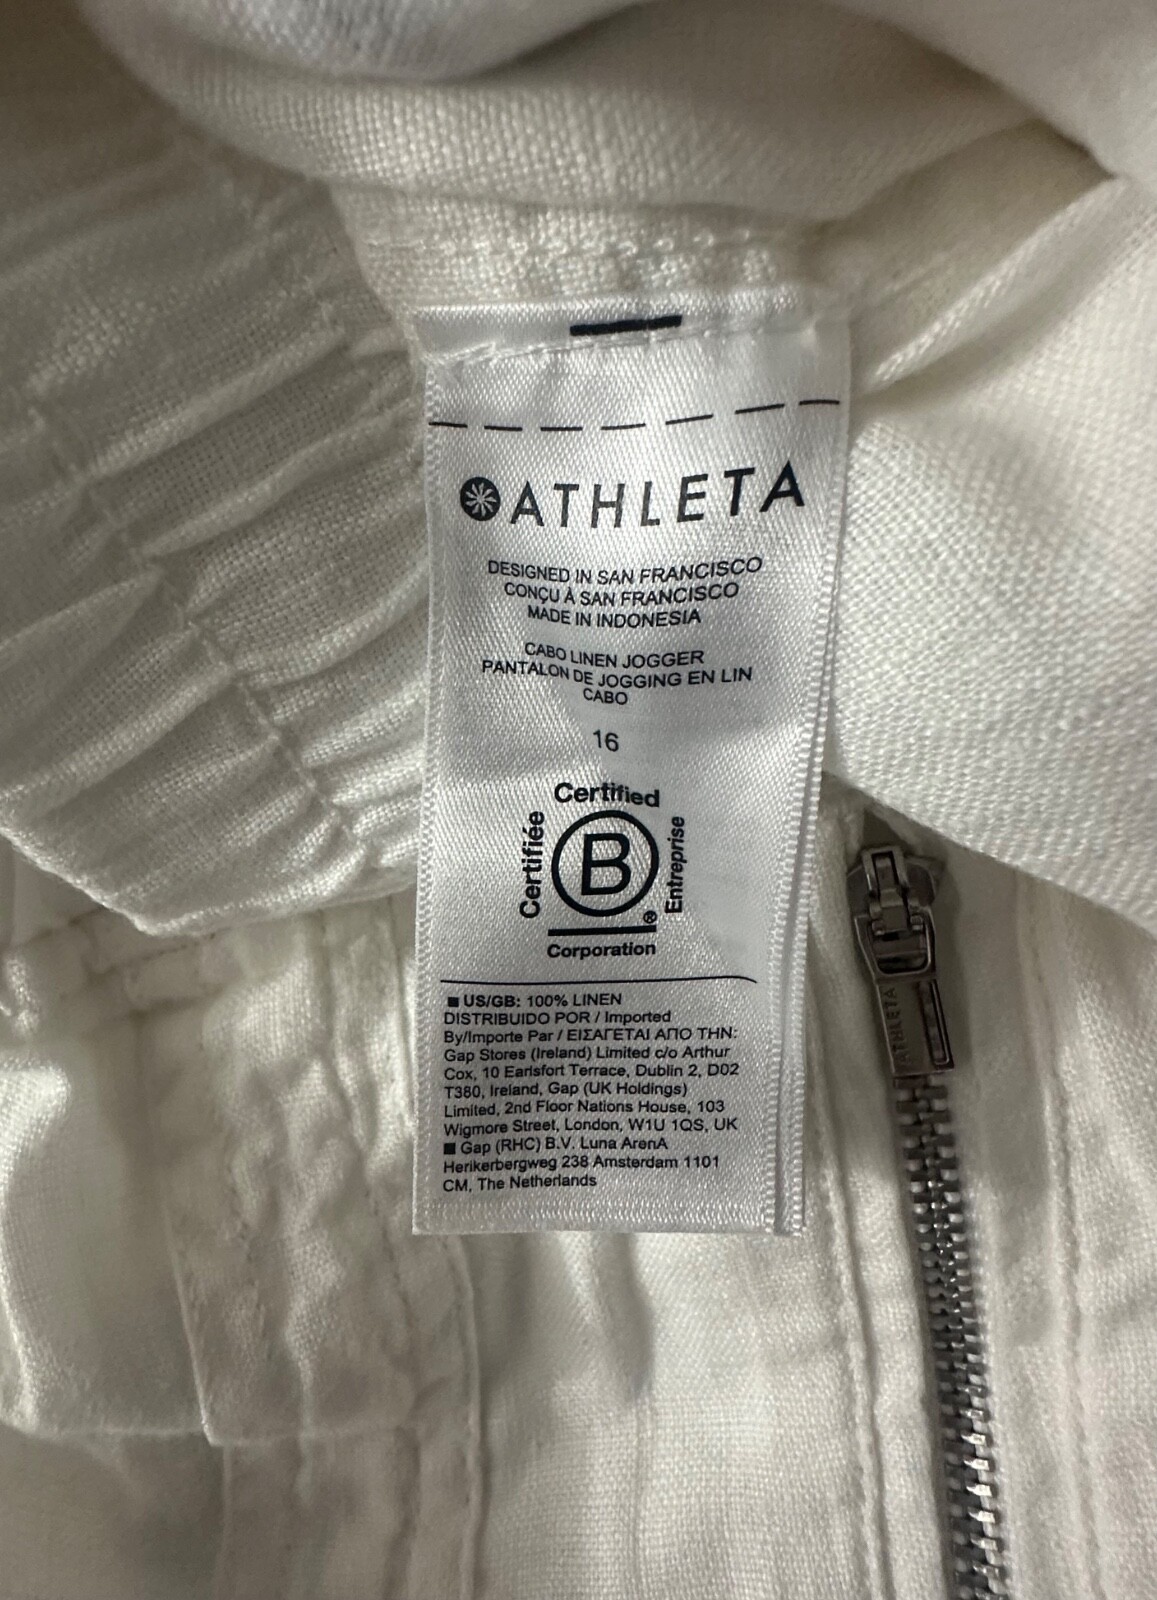 ATHLETA
DESIGNED IN SAN FRANCISCO
CONÇU À SAN FRANCISCO
MADE IN INDONESIA
CABO LINEN JOGGER
PANTALON DE JOGGING EN LIN
CABO
16
Certified
Certifiée
B
Entreprise
®
Corporation
■ US/GB: 100% LINEN
DISTRIBUIDO POR / Imported
By/Importe Par / ΕΙΣΑΓΕΤΑΙ ΑΠΟ ΤΗΝ:
Gap Stores (Ireland) Limited c/o Arthur
Cox, 10 Earlsfort Terrace, Dublin 2, D02
T380, Ireland, Gap (UK Holdings)
Limited, 2nd Floor Nations House, 103
Wigmore Street, London, W1U 1QS, UK
■ Gap (RHC) B.V. Luna ArenA
Herikerbergweg 238 Amsterdam 1101
CM, The Netherlands
ATHLETA